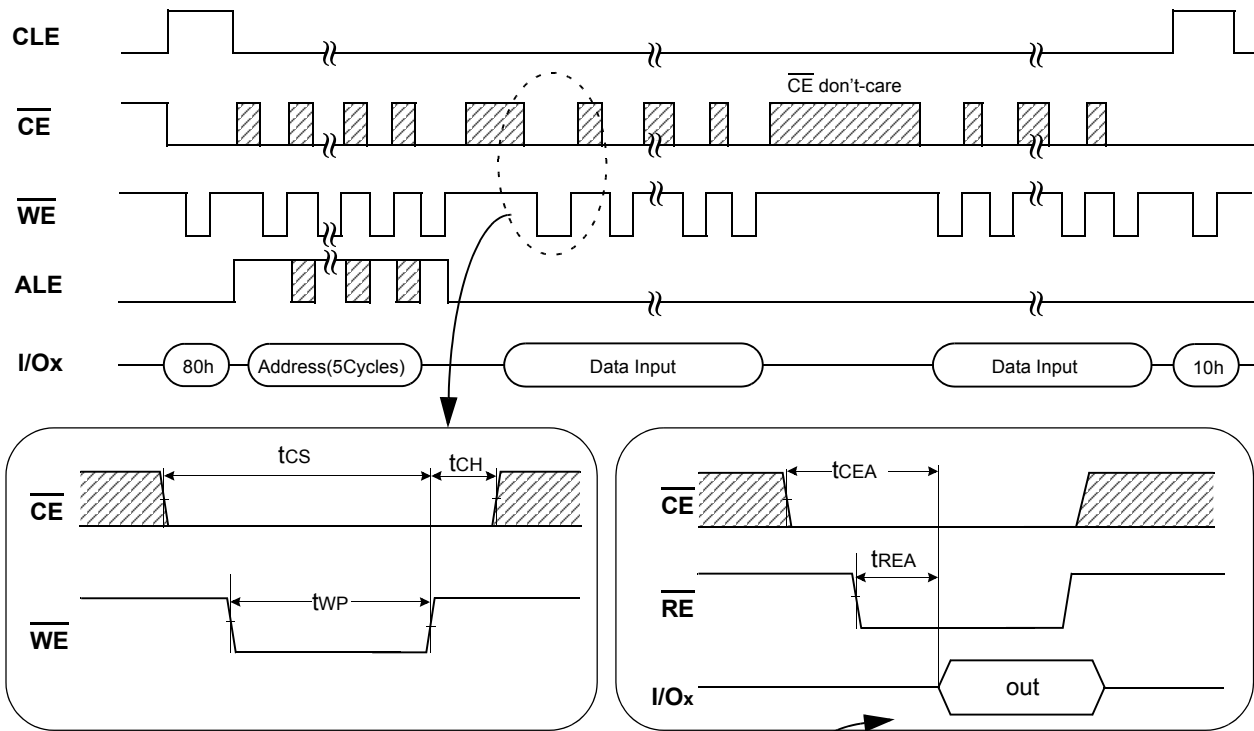 CLE
CE don't-care
CE
WE
ALE
I/Ox 80h Address(5Cycles) Data Input Data Input 10h
tCS tCH
CE
tWP
WE
tCEA
CE
tREA
RE
I/Ox out